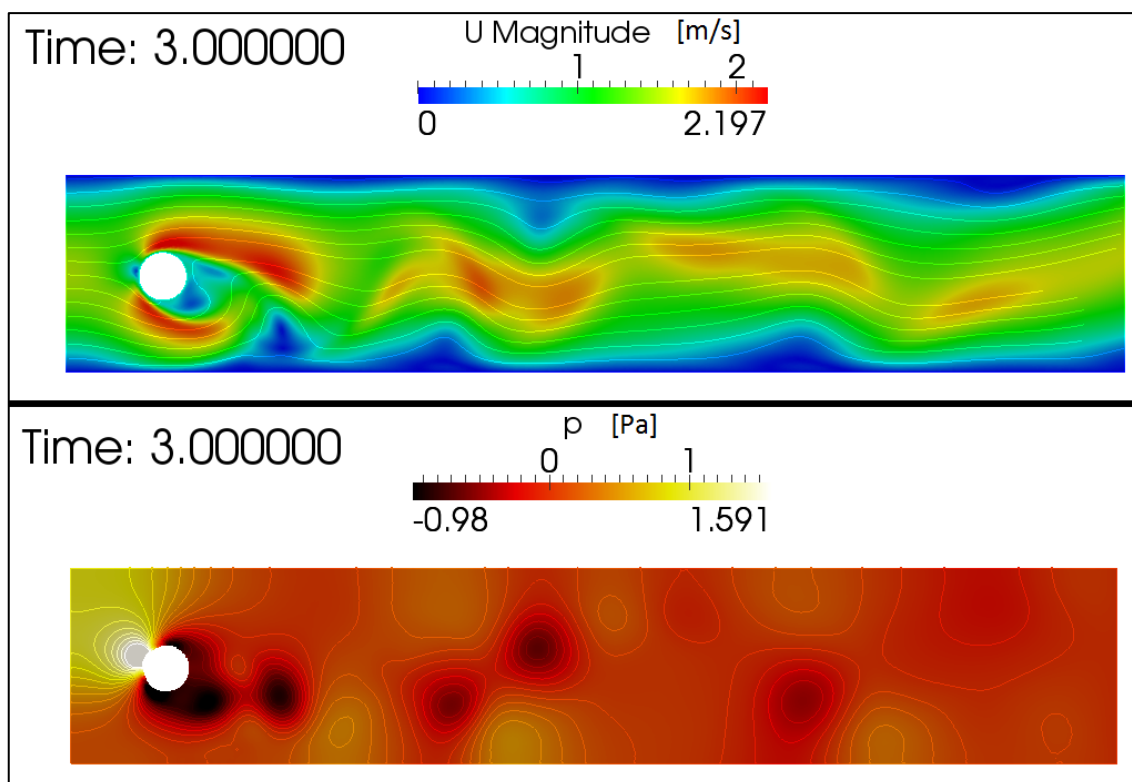 Time: 3.000000
U Magnitude [m/s]
1 2
0 2.197
Time: 3.000000
p [Pa]
0 1
-0.98 1.591